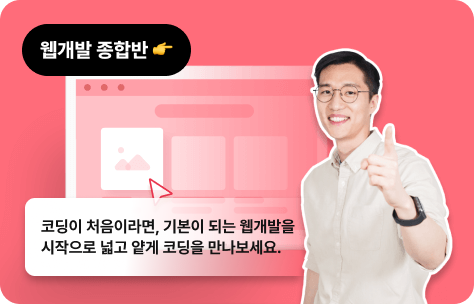 웹개발 종합반 👉
코딩이 처음이라면, 기본이 되는 웹개발을
시작으로 넓고 얕게 코딩을 만나보세요.